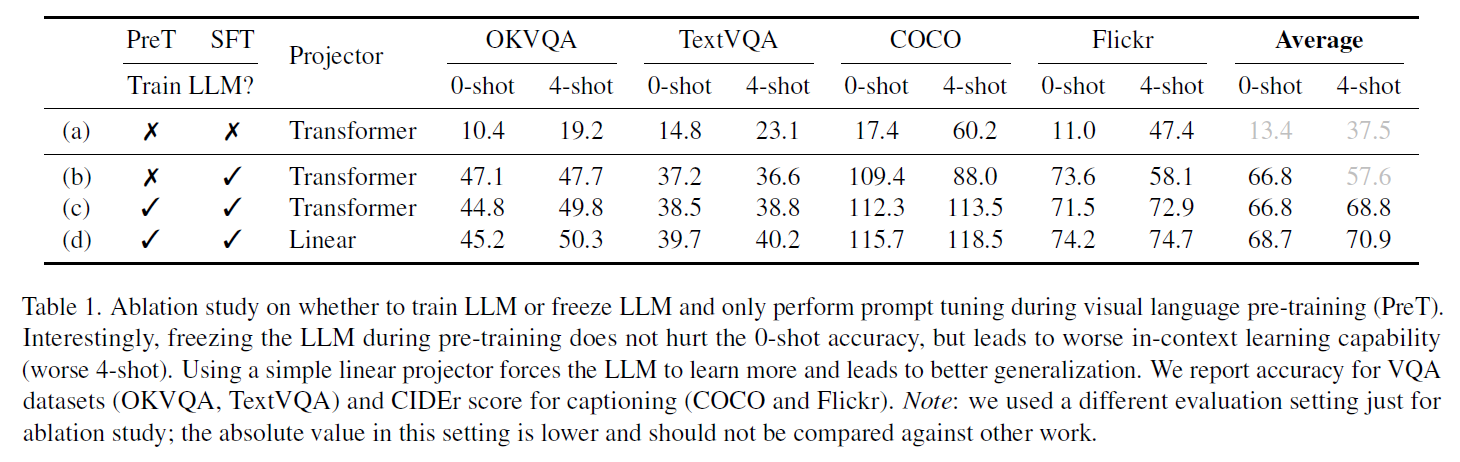 PreT SFT Projector OKVQA TextVQA COCO Flickr Average
Train LLM? 0-shot 4-shot 0-shot 4-shot 0-shot 4-shot 0-shot 4-shot 0-shot 4-shot
(a) ✗ ✗ Transformer 10.4 19.2 14.8 23.1 17.4 60.2 11.0 47.4 13.4 37.5
(b) ✗ ✓ Transformer 47.1 47.7 37.2 36.6 109.4 88.0 73.6 58.1 66.8 57.6
(c) ✓ ✓ Transformer 44.8 49.8 38.5 38.8 112.3 113.5 71.5 72.9 66.8 68.8
(d) ✓ ✓ Linear 45.2 50.3 39.7 40.2 115.7 118.5 74.2 74.7 68.7 70.9
Table 1. Ablation study on whether to train LLM or freeze LLM and only perform prompt tuning during visual language pre-training (PreT).
Interestingly, freezing the LLM during pre-training does not hurt the 0-shot accuracy, but leads to worse in-context learning capability
(worse 4-shot). Using a simple linear projector forces the LLM to learn more and leads to better generalization. We report accuracy for VQA
datasets (OKVQA, TextVQA) and CIDEr score for captioning (COCO and Flickr). Note: we used a different evaluation setting just for
ablation study; the absolute value in this setting is lower and should not be compared against other work.